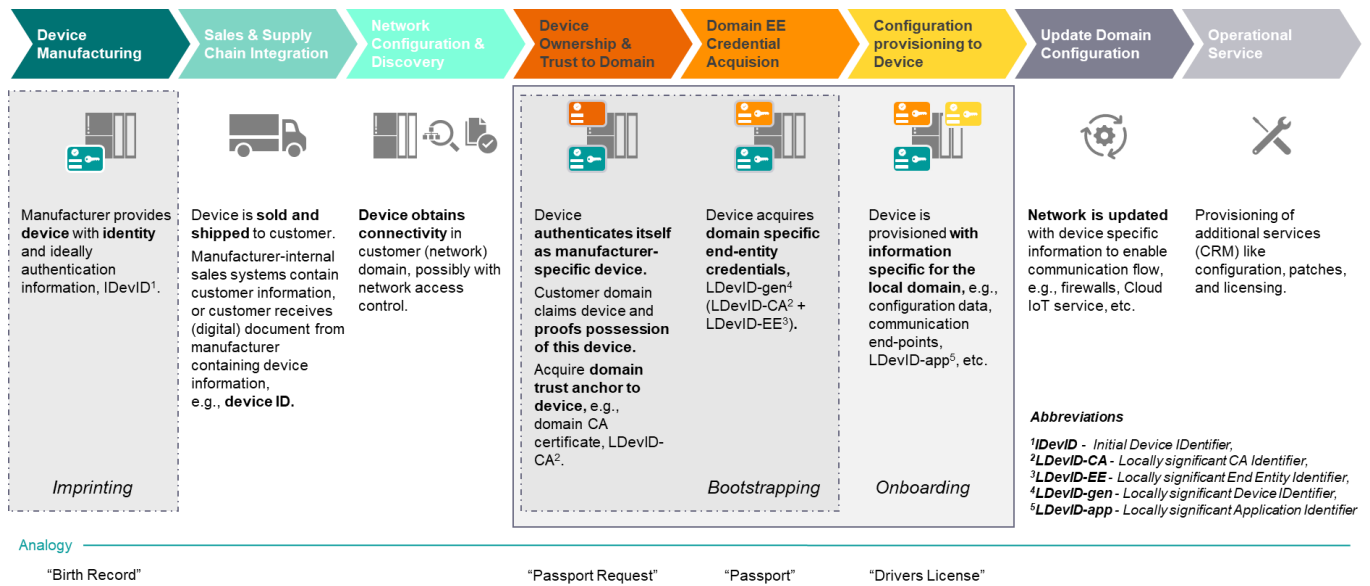 Device
Manufacturing
Sales & Supply
Chain Integration
Network
Configuration &
Discovery
Device
Ownership &
Trust to Domain
Domain EE
Credential
Acquision
Configuration
provisioning to
Device
Update Domain
Configuration
Operational
Service
Manufacturer provides
device with identity
and ideally
authentication
information, IDevID¹.
Imprinting
Device is sold and
shipped to customer.
Manufacturer-internal
sales systems contain
customer information,
or customer receives
(digital) document from
manufacturer
containing device
information,
e.g., device ID.
Device obtains
connectivity in
customer (network)
domain, possibly with
network access
control.
Device
authenticates itself
as manufacturer-
specific device.
Customer domain
claims device and
proofs possession
of this device.
Acquire domain
trust anchor to
device, e.g.,
domain CA
certificate, LDevID-
CA².
Device acquires
domain specific
end-entity
credentials,
LDevID-gen⁴
(LDevID-CA² +
LDevID-EE³).
Bootstrapping
Device is
provisioned with
information
specific for the
local domain, e.g.,
configuration data,
communication
end-points,
LDevID-app⁵, etc.
Onboarding
Network is updated
with device specific
information to enable
communication flow,
e.g., firewalls, Cloud
IoT service, etc.
Provisioning of
additional services
(CRM) like
configuration, patches,
and licensing.
Abbreviations
¹IDevID - Initial Device IDentifier,
²LDevID-CA - Locally significant CA Identifier,
³LDevID-EE - Locally significant End Entity Identifier,
⁴LDevID-gen - Locally significant Device IDentifier,
⁵LDevID-app - Locally significant Application Identifier
Analogy
“Birth Record”
“Passport Request”
“Passport”
“Drivers License”